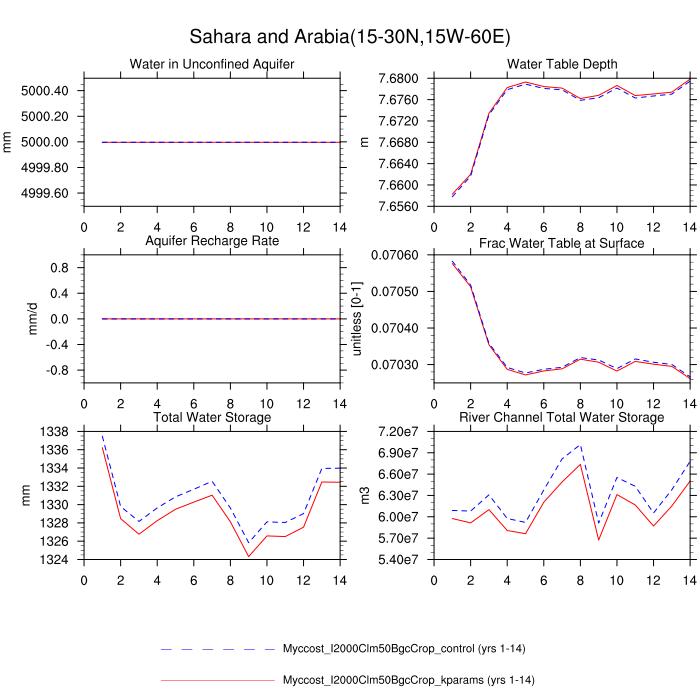 Sahara and Arabia(15-30N,15W-60E)
Water in Unconfined Aquifer
5000.40
5000.20
5000.00
4999.80
4999.60
mm
0 2 4 6 8 10 12 14
Water Table Depth
7.6800
7.6760
7.6720
7.6680
7.6640
7.6600
7.6560
m
0 2 4 6 8 10 12 14
Aquifer Recharge Rate
0.8
0.4
0.0
-0.4
-0.8
mm/d
0 2 4 6 8 10 12 14
Frac Water Table at Surface
0.07060
0.07050
0.07040
0.07030
unitless [0-1]
0 2 4 6 8 10 12 14
Total Water Storage
1338
1336
1334
1332
1330
1328
1326
1324
mm
0 2 4 6 8 10 12 14
River Channel Total Water Storage
7.20e7
6.90e7
6.60e7
6.30e7
6.00e7
5.70e7
5.40e7
m3
0 2 4 6 8 10 12 14
Myccost_I2000Clm50BgcCrop_control (yrs 1-14)
Myccost_I2000Clm50BgcCrop_kparams (yrs 1-14)